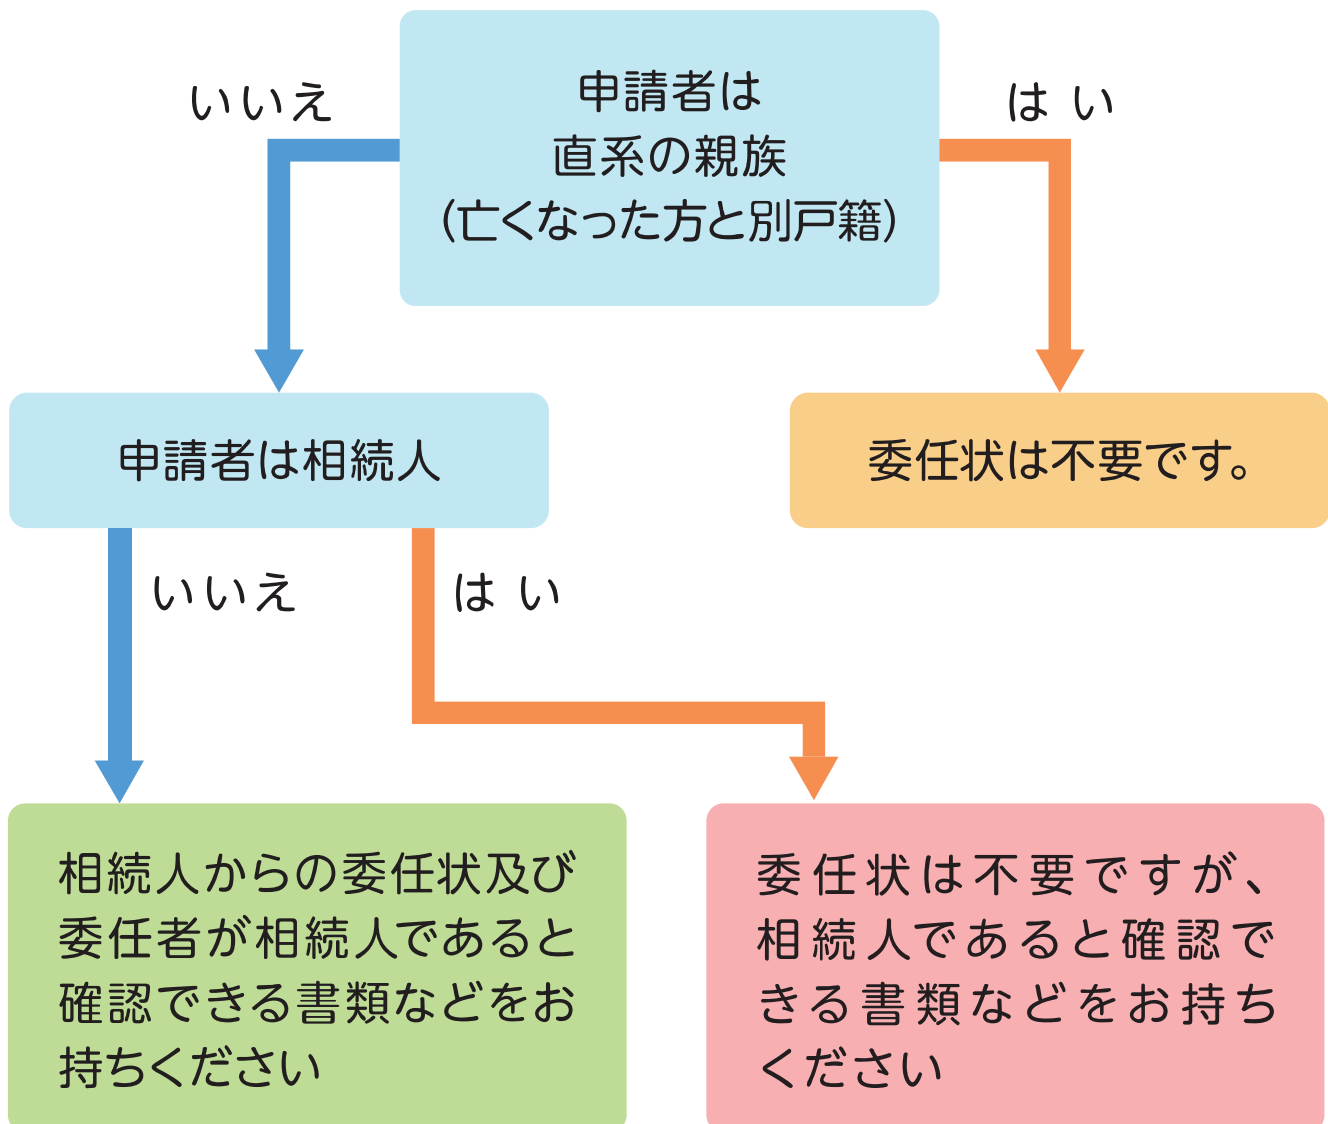 申請者は
直系の親族
(亡くなった方と別戸籍)
いいえ
はい
申請者は相続人
委任状は不要です。
いいえ
はい
相続人からの委任状及び
委任者が相続人であると
確認できる書類などをお
持ちください
委任状は不要ですが、
相続人であると確認で
きる書類などをお持ち
ください